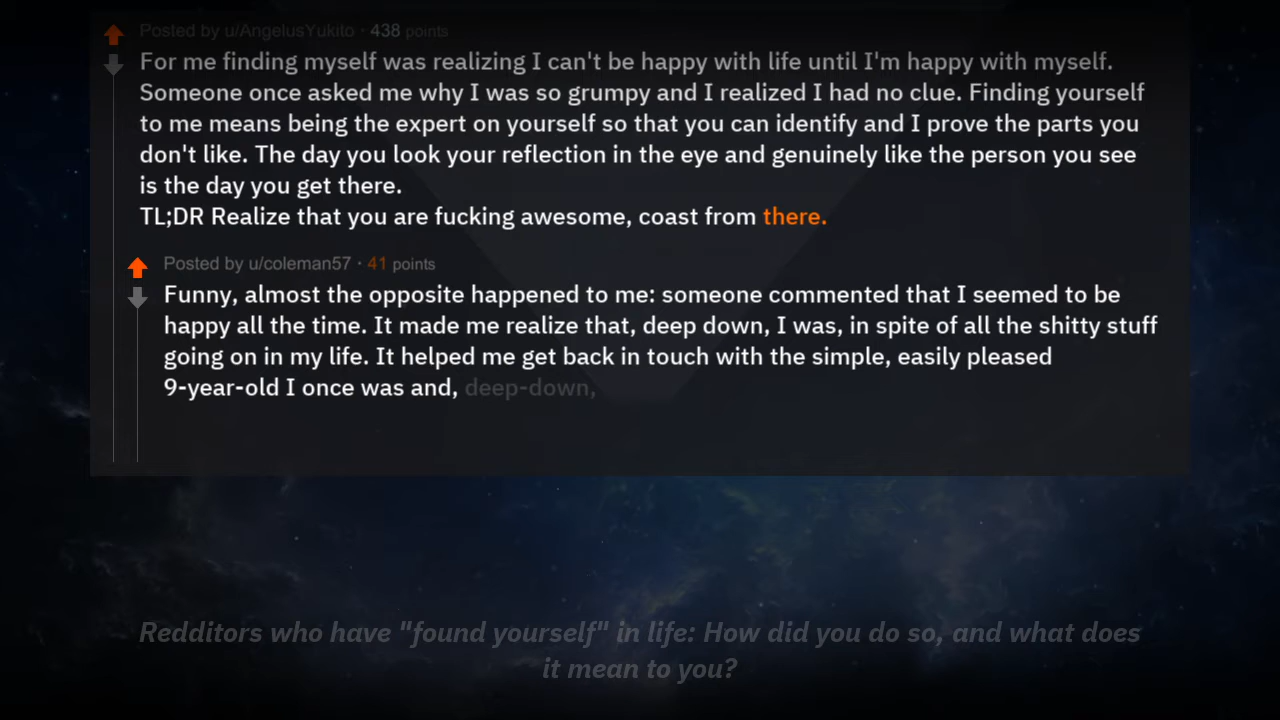 Posted by u/AngelusYukito · 438 points
For me finding myself was realizing I can't be happy with life until I'm happy with myself.
Someone once asked me why I was so grumpy and I realized I had no clue. Finding yourself
to me means being the expert on yourself so that you can identify and I prove the parts you
don't like. The day you look your reflection in the eye and genuinely like the person you see
is the day you get there.
TL;DR Realize that you are fucking awesome, coast from there.
Posted by u/coleman57 · 41 points
Funny, almost the opposite happened to me: someone commented that I seemed to be
happy all the time. It made me realize that, deep down, I was, in spite of all the shitty stuff
going on in my life. It helped me get back in touch with the simple, easily pleased
9-year-old I once was and, deep-down,
Redditors who have "found yourself" in life: How did you do so, and what does
it mean to you?